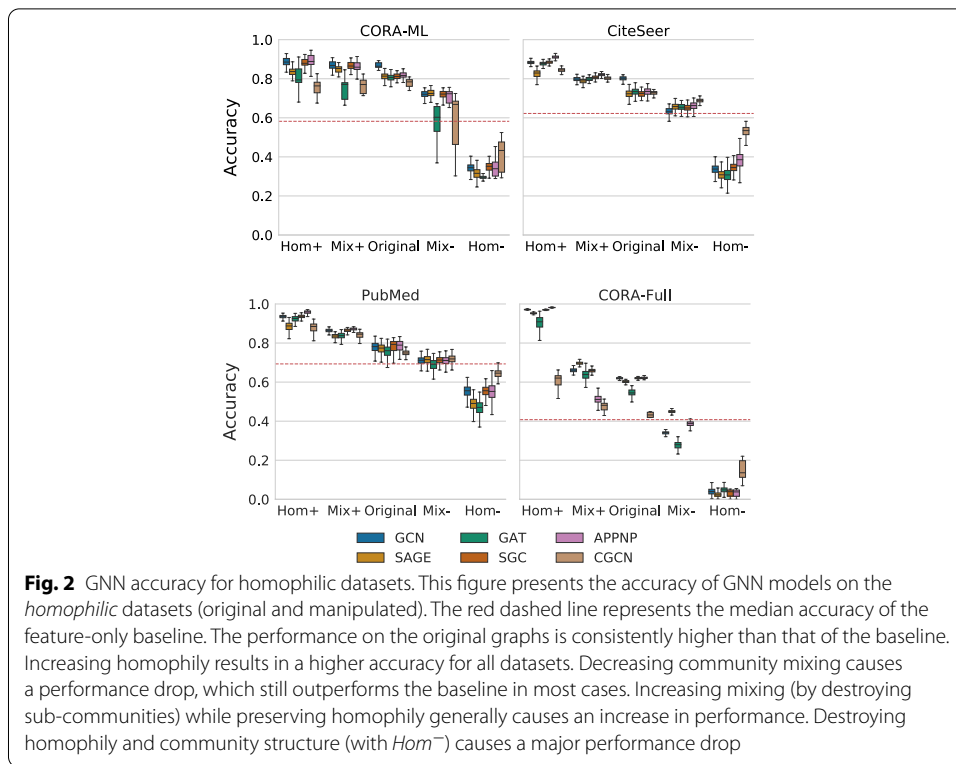 CORA-ML
CiteSeer
Accuracy
1.0
0.8
0.6
0.4
0.2
0.0
Hom+ Mix+ Original Mix- Hom-
Hom+ Mix+ Original Mix- Hom-
PubMed
CORA-Full
Accuracy
1.0
0.8
0.6
0.4
0.2
0.0
Hom+ Mix+ Original Mix- Hom-
Hom+ Mix+ Original Mix- Hom-
GCN GAT APPNP
SAGE SGC CGCN
Fig. 2 GNN accuracy for homophilic datasets. This figure presents the accuracy of GNN models on the
homophilic datasets (original and manipulated). The red dashed line represents the median accuracy of the
feature-only baseline. The performance on the original graphs is consistently higher than that of the baseline.
Increasing homophily results in a higher accuracy for all datasets. Decreasing community mixing causes
a performance drop, which still outperforms the baseline in most cases. Increasing mixing (by destroying
sub-communities) while preserving homophily generally causes an increase in performance. Destroying
homophily and community structure (with Hom⁻) causes a major performance drop